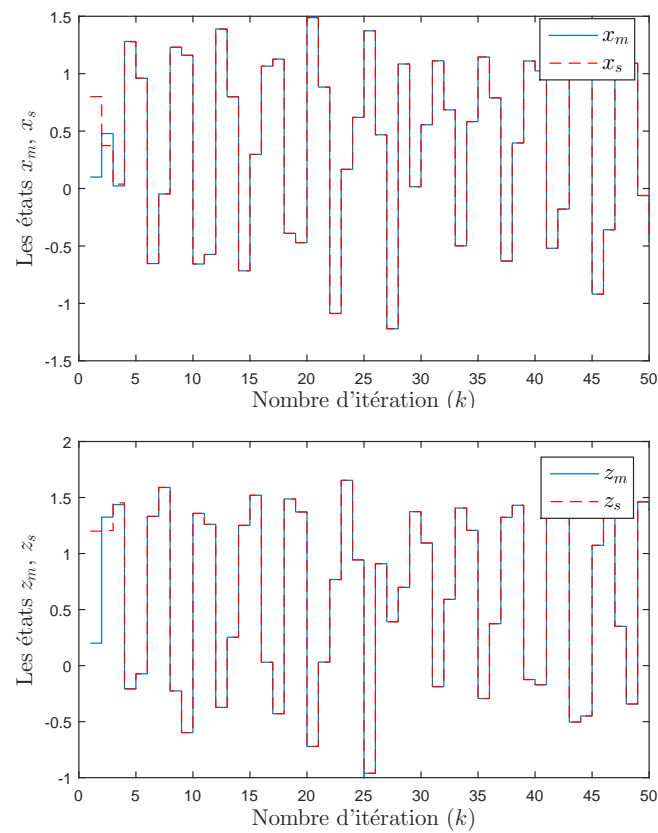 1.5
1
0.5
0
-0.5
-1
-1.5
Les états x_m, x_s
x_m
x_s
0 5 10 15 20 25 30 35 40 45 50
Nombre d'itération (k)
2
1.5
1
0.5
0
-0.5
-1
Les états z_m, z_s
z_m
z_s
0 5 10 15 20 25 30 35 40 45 50
Nombre d'itération (k)